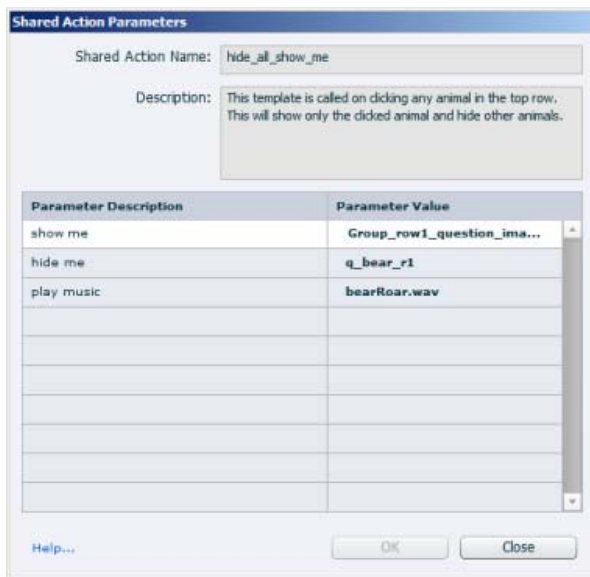 Shared Action Parameters
Shared Action Name: hide_all_show_me
Description: This template is called on clicking any animal in the top row.
This will show only the clicked animal and hide other animals.
Parameter Description Parameter Value
show me Group_row1_question_ima...
hide me q_bear_r1
play music bearRoar.wav
Help... OK Close